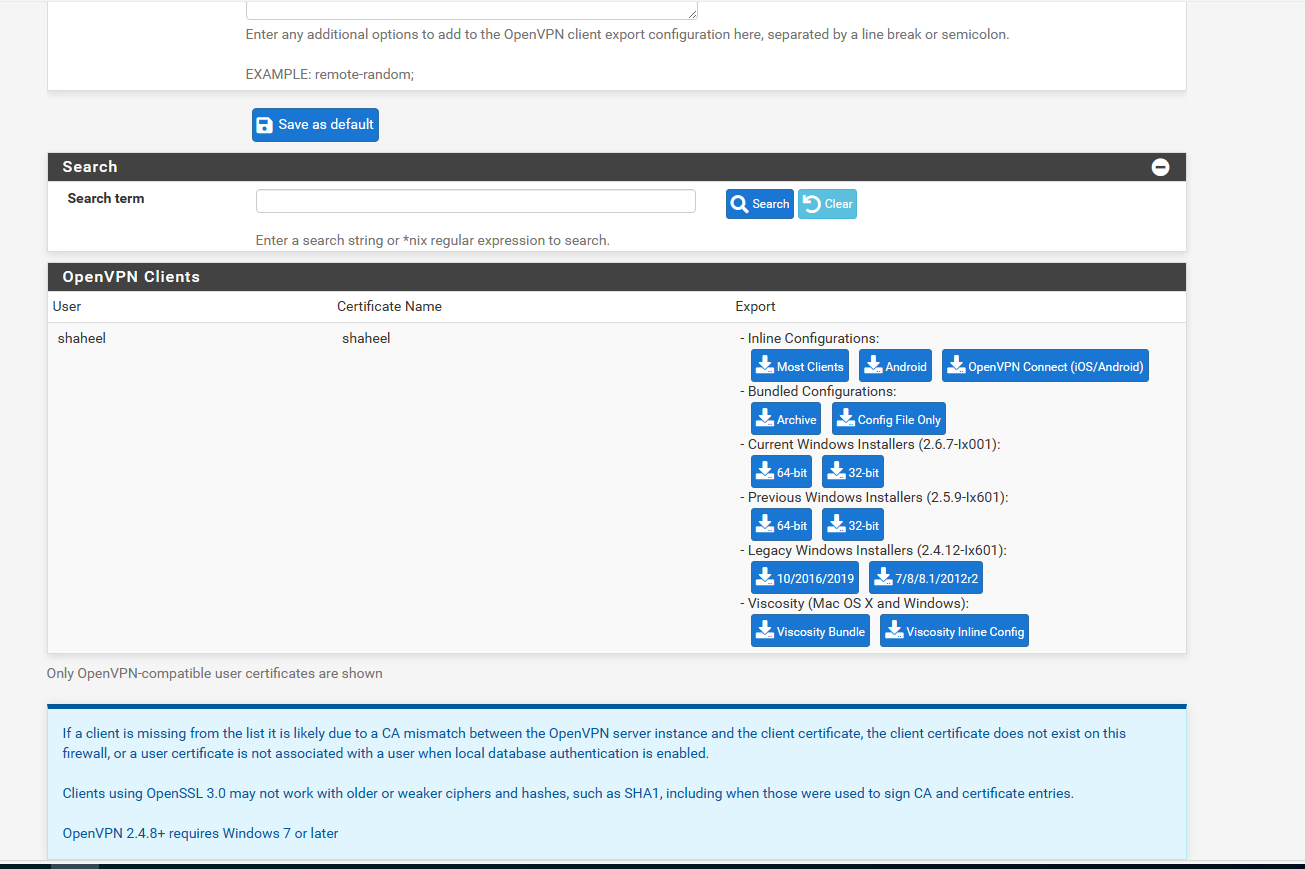 Enter any additional options to add to the OpenVPN client export configuration here, separated by a line break or semicolon.
EXAMPLE: remote-random;
Save as default
Search
Search term
Search
Clear
Enter a search string or *nix regular expression to search.
OpenVPN Clients
User Certificate Name Export
shaheel shaheel - Inline Configurations:
Most Clients Android OpenVPN Connect (iOS/Android)
- Bundled Configurations:
Archive Config File Only
- Current Windows Installers (2.6.7-Ix001):
64-bit 32-bit
- Previous Windows Installers (2.5.9-Ix601):
64-bit 32-bit
- Legacy Windows Installers (2.4.12-Ix601):
10/2016/2019 7/8/8.1/2012r2
- Viscosity (Mac OS X and Windows):
Viscosity Bundle Viscosity Inline Config
Only OpenVPN-compatible user certificates are shown
If a client is missing from the list it is likely due to a CA mismatch between the OpenVPN server instance and the client certificate, the client certificate does not exist on this
firewall, or a user certificate is not associated with a user when local database authentication is enabled.
Clients using OpenSSL 3.0 may not work with older or weaker ciphers and hashes, such as SHA1, including when those were used to sign CA and certificate entries.
OpenVPN 2.4.8+ requires Windows 7 or later